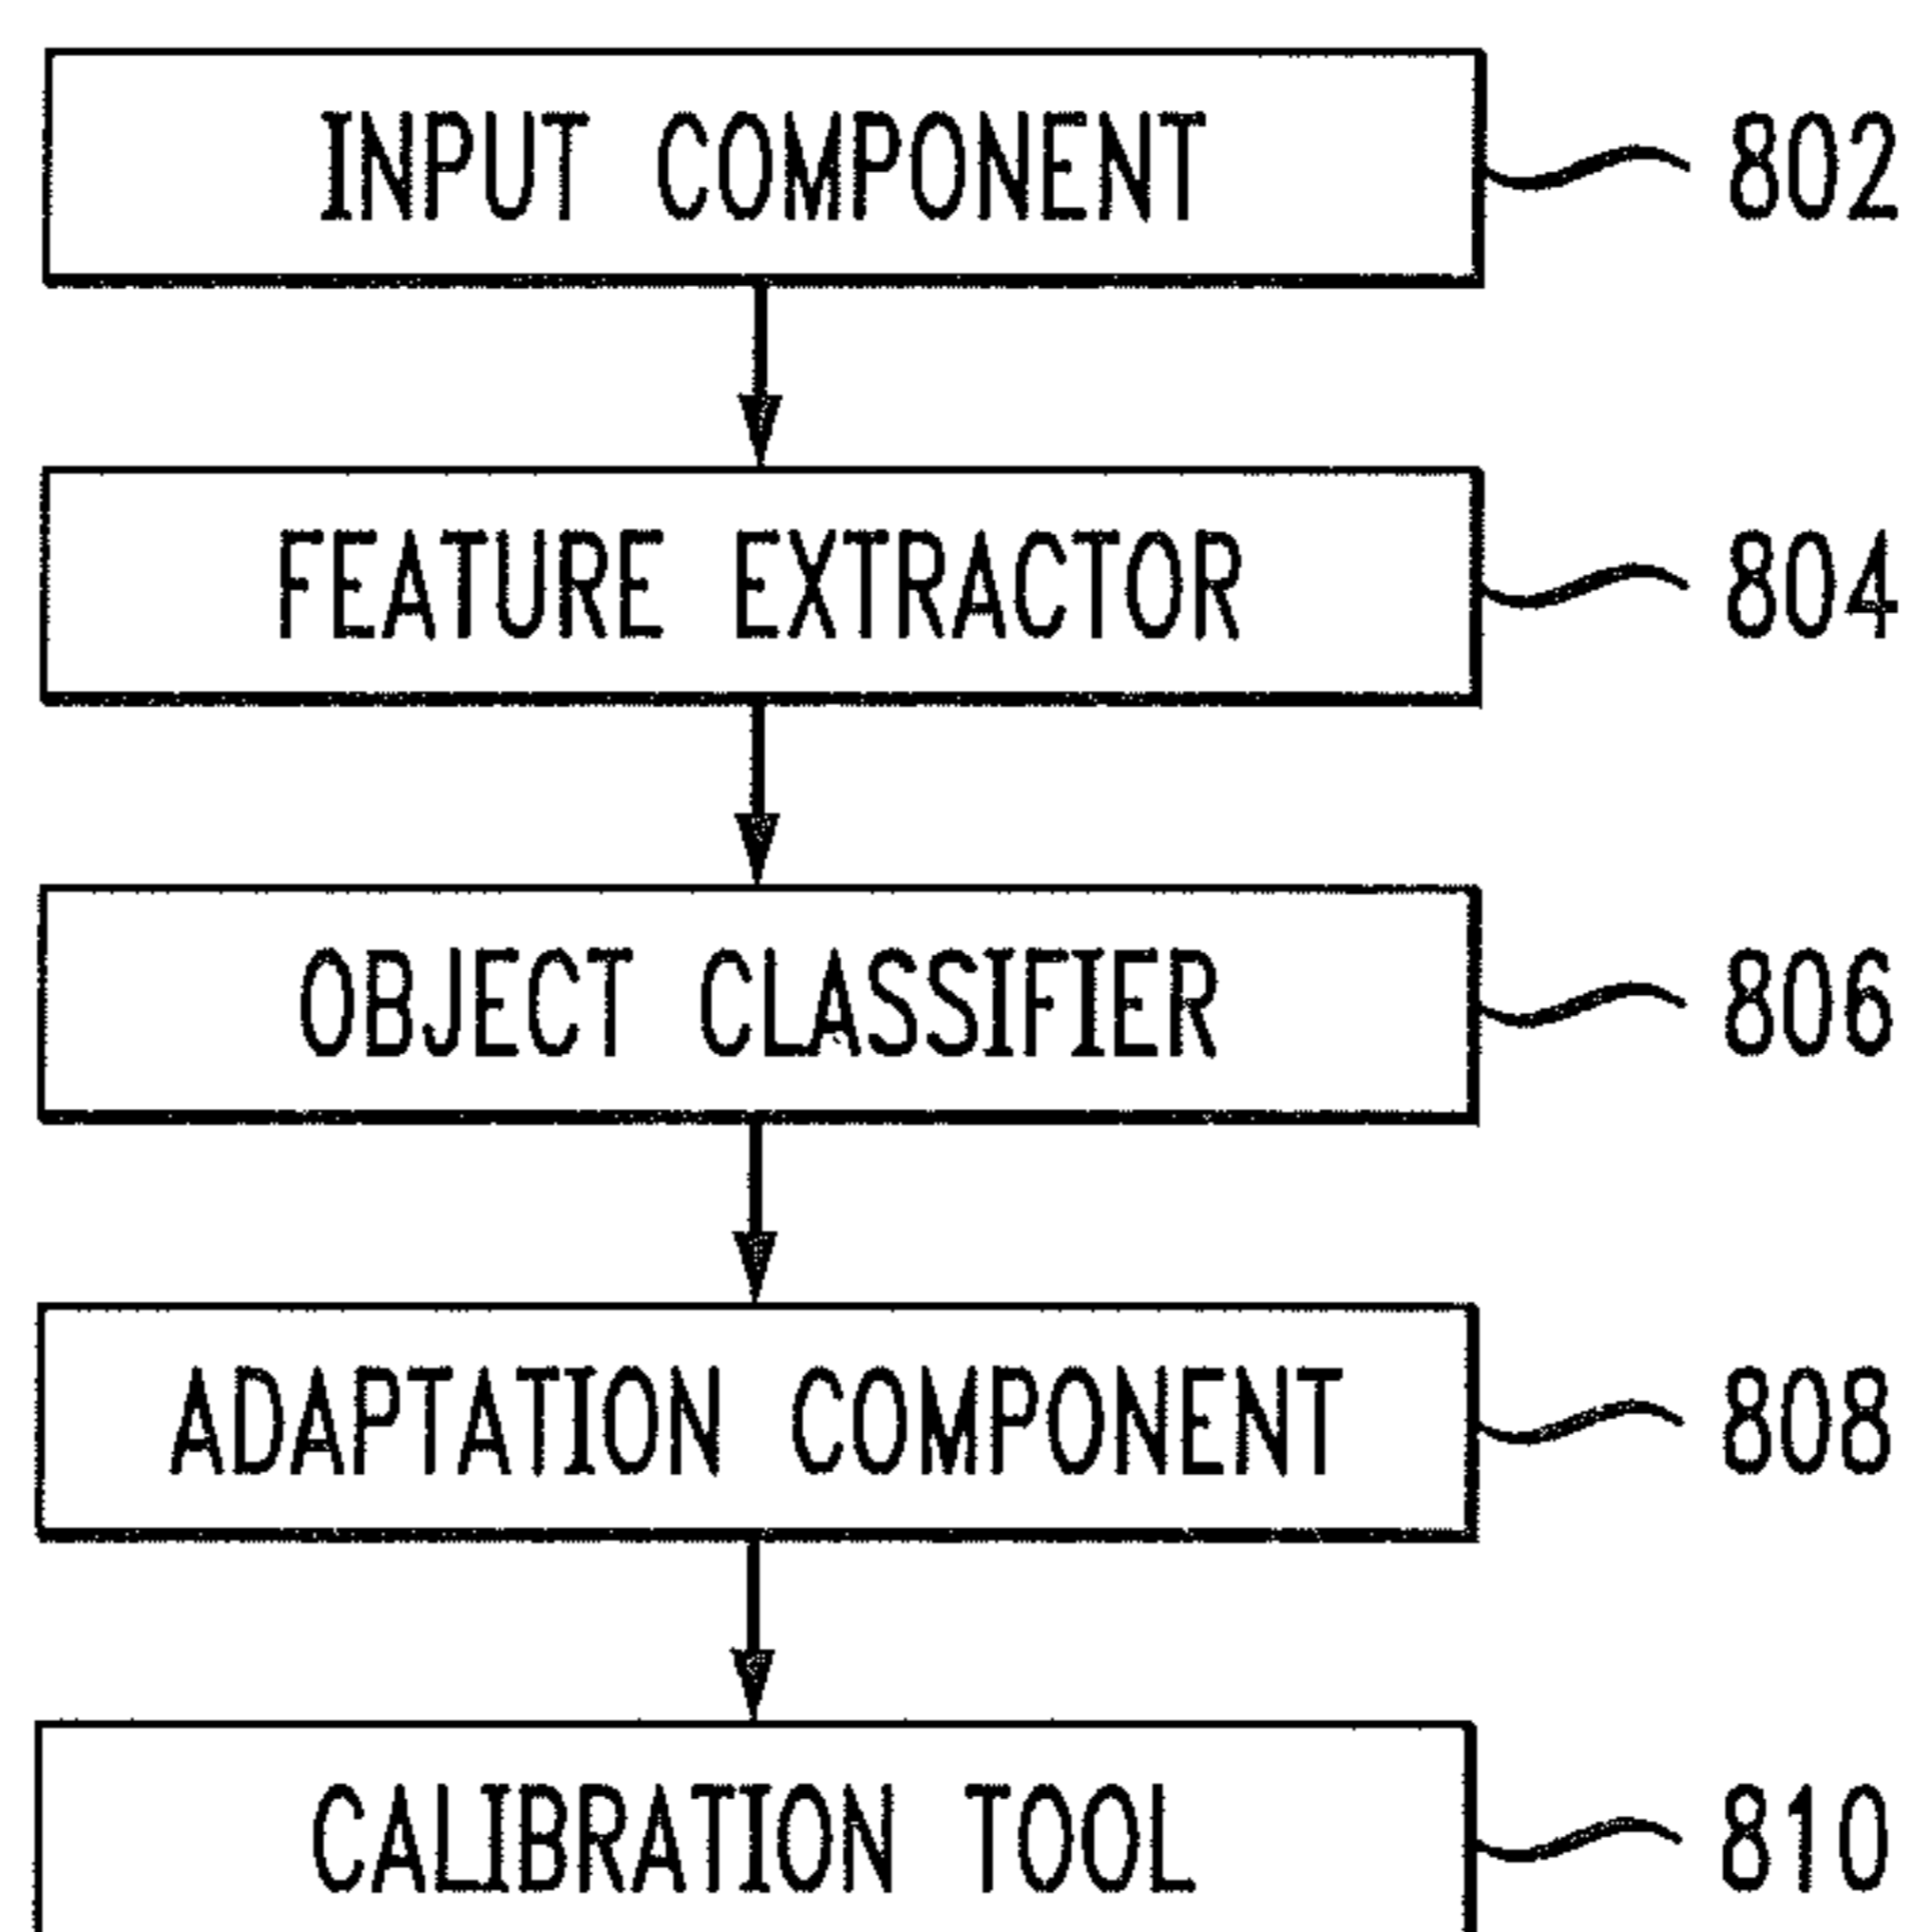 INPUT COMPONENT 802
FEATURE EXTRACTOR 804
OBJECT CLASSIFIER 806
ADAPTATION COMPONENT 808
CALIBRATION TOOL 810